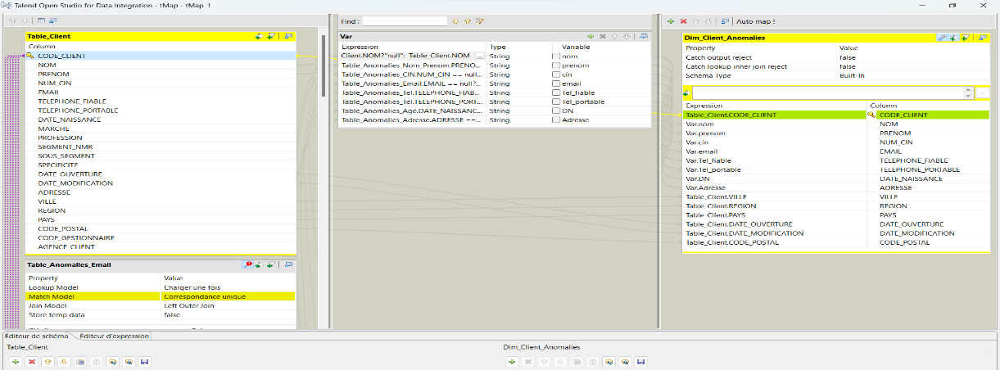 Talend Open Studio for Data Integration - tMap - tMap_1
Table_Client
Column
CODE_CLIENT
NOM
PRENOM
NUM_CIN
EMAIL
TELEPHONE_FIABLE
TELEPHONE_PORTABLE
DATE_NAISSANCE
MARCHE
PROFESSION
SEGMENT_NMR
SOUS_SEGMENT
SPECIFICITE
DATE_OUVERTURE
DATE_MODIFICATION
ADRESSE
VILLE
REGION
PAYS
CODE_POSTAL
CODE_GESTIONNAIRE
AGENCE_CLIENT
Table_Anomalies_Email
Property Value
Lookup Model Charger une fois
Match Model Correspondance unique
Join Model Left Outer Join
Store temp data false
Find :
Var
Expression Type Variable
Client.NOM?"null": Table_Client.NOM ... String nom
Table_Anomalies_Nom_Prenom.PRENO... String prenom
Table_Anomalies_CIN.NUM_CIN == null... String cin
Table_Anomalies_Email.EMAIL == null?... String email
Table_Anomalies_Tel.TELEPHONE_FIAB... String Tel_fiable
Table_Anomalies_Tel.TELEPHONE_PORT... String Tel_portable
Table_Anomalies_Age.DATE_NAISSANC... String DN
Table_Anomalies_Adresse.ADRESSE ==... String Adresse
Auto map !
Dim_Client_Anomalies
Property Value
Catch output reject false
Catch lookup inner join reject false
Schema Type Built-In
...
Expression Column
Table_Client.CODE_CLIENT CODE_CLIENT
Var.nom NOM
Var.prenom PRENOM
Var.cin NUM_CIN
Var.email EMAIL
Var.Tel_fiable TELEPHONE_FIABLE
Var.Tel_portable TELEPHONE_PORTABLE
Var.DN DATE_NAISSANCE
Var.Adresse ADRESSE
Table_Client.VILLE VILLE
Table_Client.REGION REGION
Table_Client.PAYS PAYS
Table_Client.DATE_OUVERTURE DATE_OUVERTURE
Table_Client.DATE_MODIFICATION DATE_MODIFICATION
Table_Client.CODE_POSTAL CODE_POSTAL
Éditeur de schéma Éditeur d'expression
Table_Client Dim_Client_Anomalies